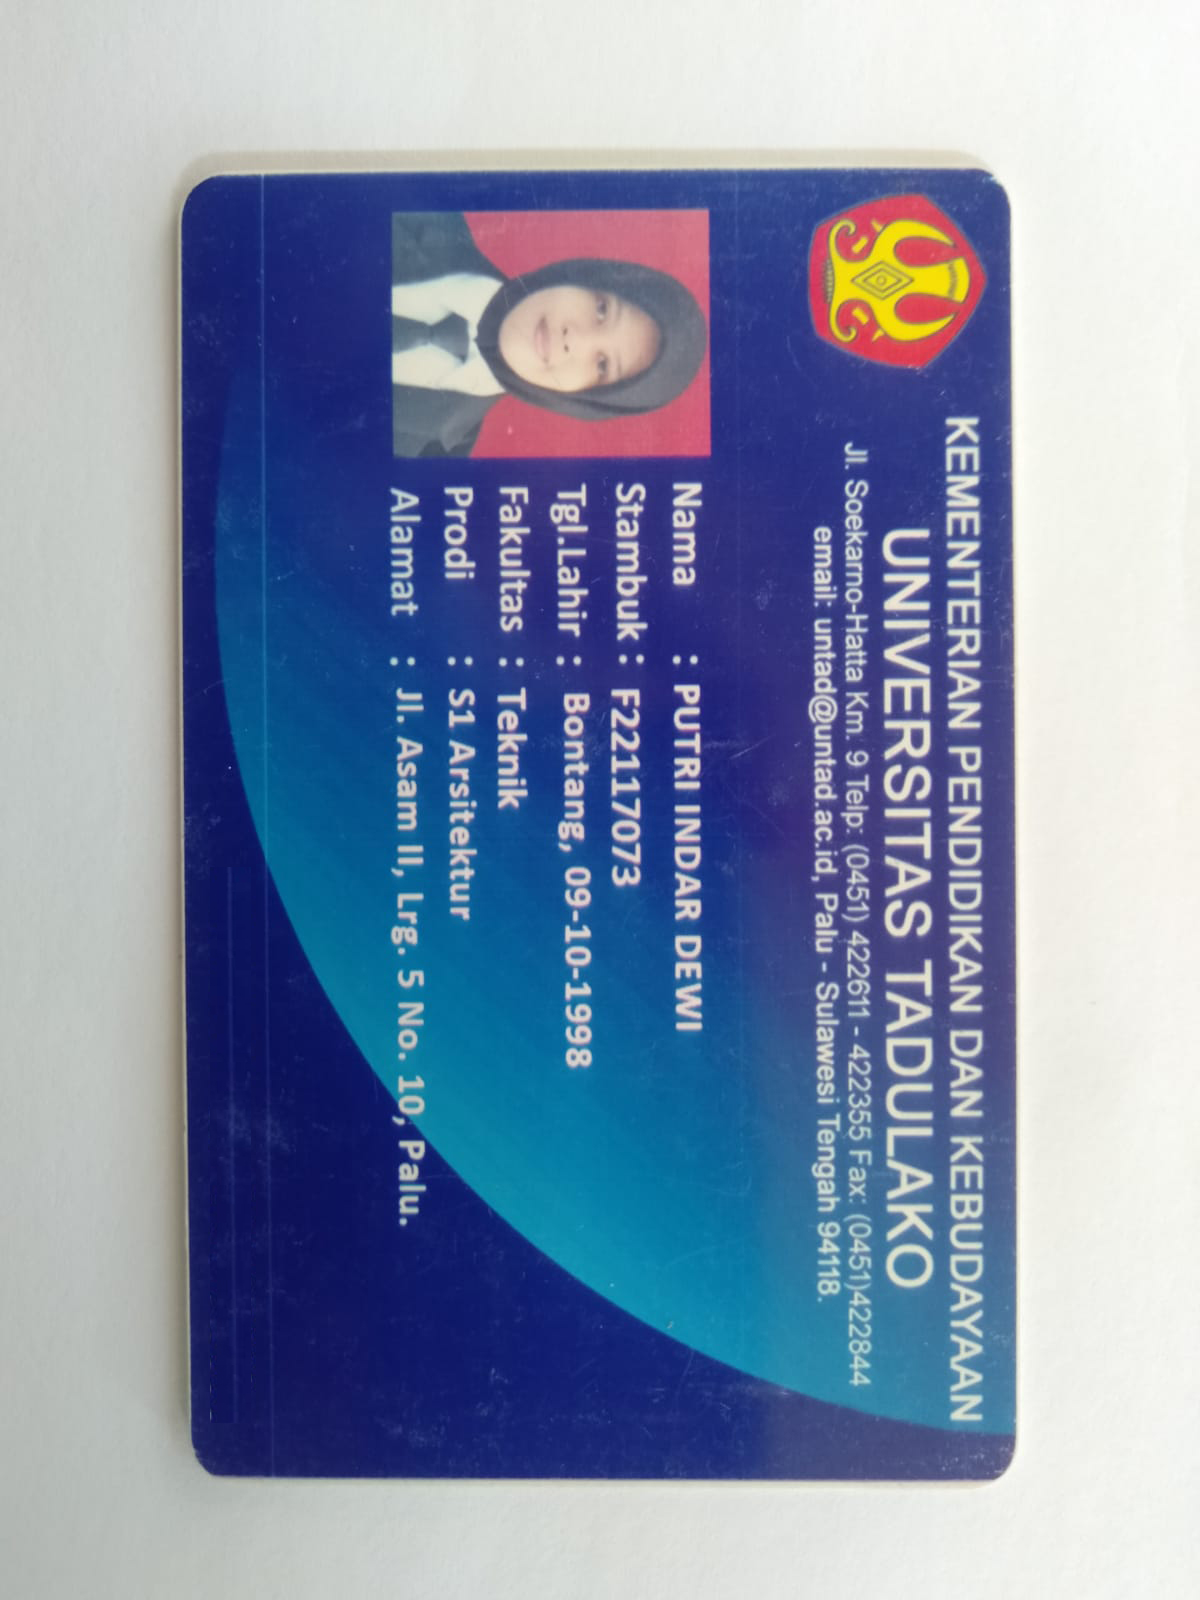 KEMENTERIAN PENDIDIKAN DAN KEBUDAYAAN
UNIVERSITAS TADULAKO
Jl. Soekarno-Hatta Km. 9 Telp: (0451) 422611 - 422355 Fax: (0451)422844
email: untad@untad.ac.id, Palu - Sulawesi Tengah 94118.
Nama : PUTRI INDAR DEWI
Stambuk : F22117073
Tgl.Lahir : Bontang, 09-10-1998
Fakultas : Teknik
Prodi : S1 Arsitektur
Alamat : Jl. Asam II, Lrg. 5 No. 10, Palu.